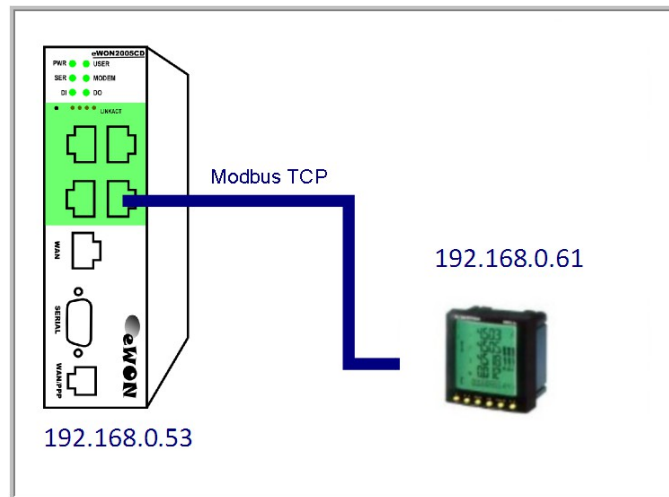 eWON2005CD
PWR USER
SER MODEM
DI DO
LINK/ACT
Modbus TCP
WAN
192.168.0.61
SERIAL
eWON
WAN/PPP
192.168.0.53